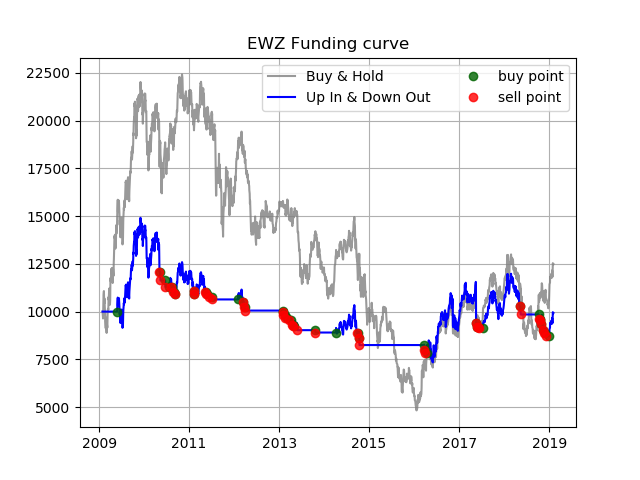 EWZ Funding curve
Buy & Hold
Up In & Down Out
buy point
sell point
22500
20000
17500
15000
12500
10000
7500
5000
2009 2011 2013 2015 2017 2019